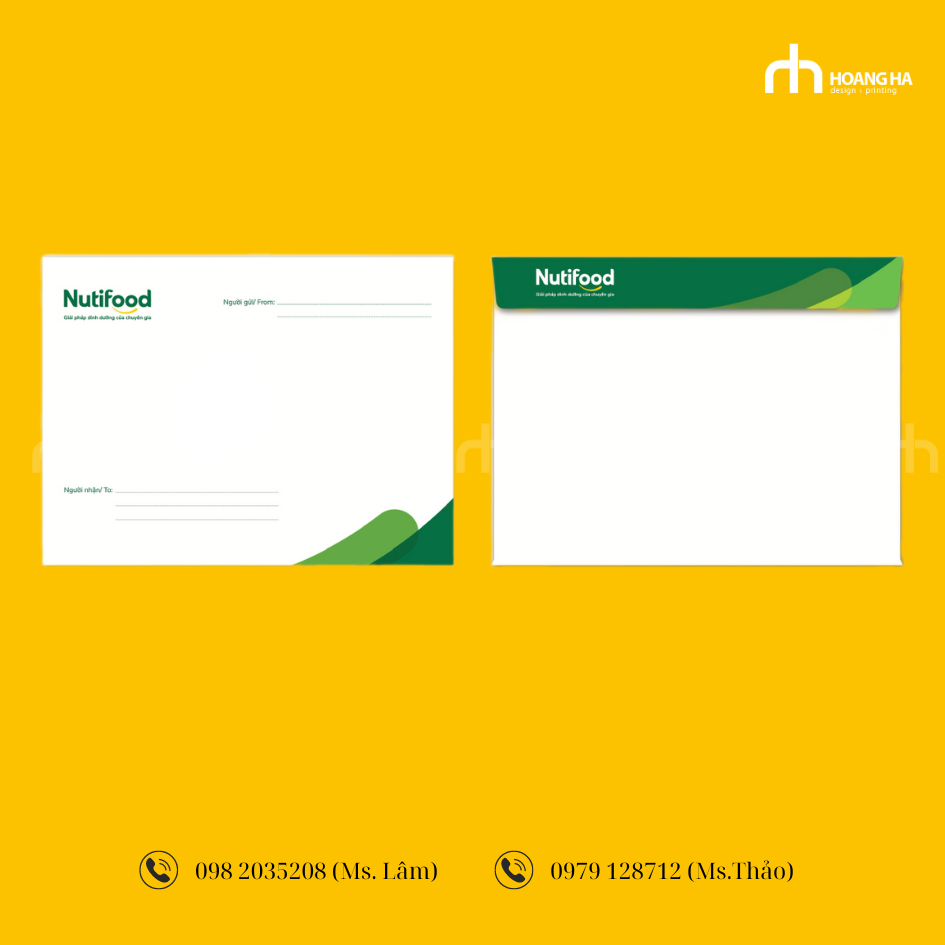 HOANG HA
design - printing
Nutifood
Giải pháp dinh dưỡng của chuyên gia
Người gửi/ From:
Người nhận/ To:
Nutifood
Giải pháp dinh dưỡng của chuyên gia
098 2035208 (Ms. Lâm)
0979 128712 (Ms.Thảo)